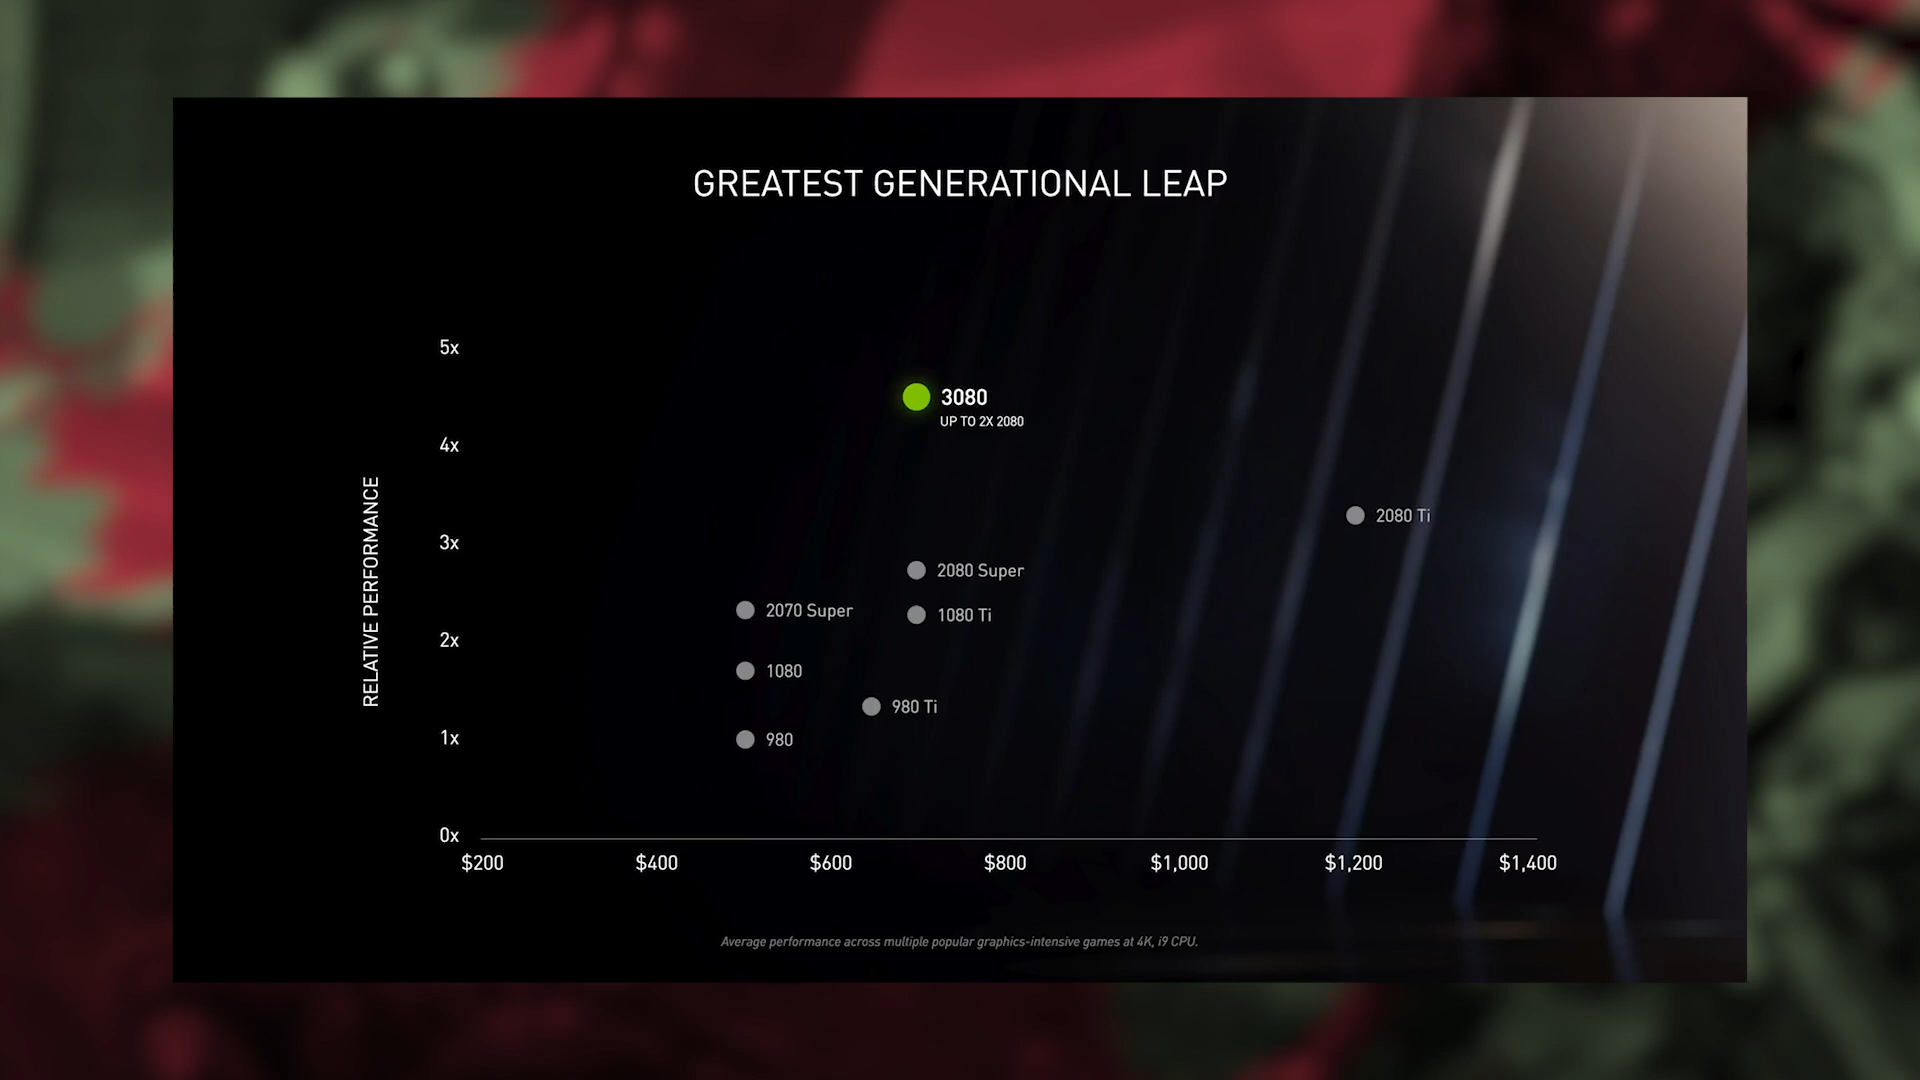 GREATEST GENERATIONAL LEAP
5x
3080
UP TO 2X 2080
4x
RELATIVE PERFORMANCE
3x
2080 Ti
2080 Super
2070 Super
1080 Ti
2x
1080
980 Ti
1x
980
0x
$200 $400 $600 $800 $1,000 $1,200 $1,400
Average performance across multiple popular graphics-intensive games at 4K, i9 CPU.